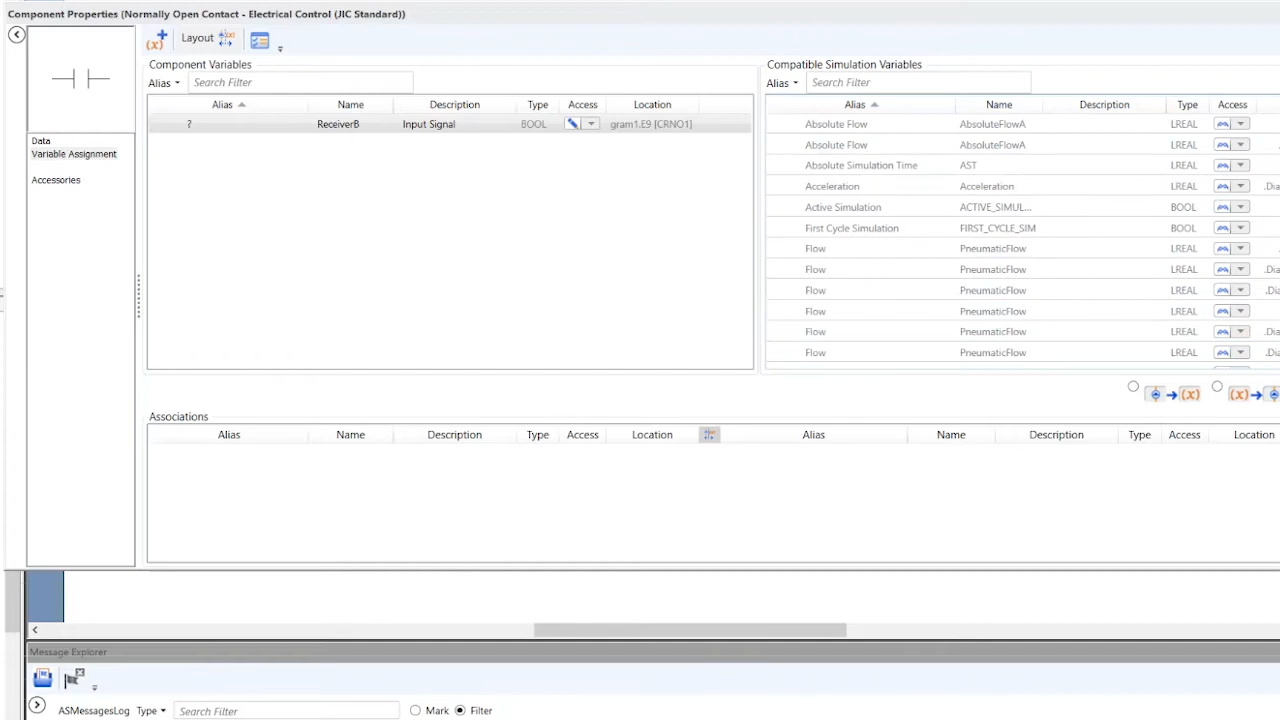 Component Properties (Normally Open Contact - Electrical Control (JIC Standard))
(x) Layout
Component Variables
Compatible Simulation Variables
Alias Search Filter
Alias Search Filter
Alias Name Description Type Access Location
Alias Name Description Type Access
? ReceiverB Input Signal BOOL gram1.E9 [CRNO1]
Absolute Flow AbsoluteFlowA LREAL
Absolute Flow AbsoluteFlowA LREAL
Absolute Simulation Time AST LREAL
Acceleration Acceleration LREAL .Dia
Active Simulation ACTIVE_SIMUL... BOOL
First Cycle Simulation FIRST_CYCLE_SIM BOOL
Flow PneumaticFlow LREAL
Flow PneumaticFlow LREAL .Dia
Flow PneumaticFlow LREAL .Dia
Flow PneumaticFlow LREAL
Flow PneumaticFlow LREAL .Dia
Flow PneumaticFlow LREAL .Dia
Data
Variable Assignment
Accessories
(x) (x)
Associations
Alias Name Description Type Access Location Alias Name Description Type Access Location
Message Explorer
ASMessagesLog Type Search Filter Mark Filter